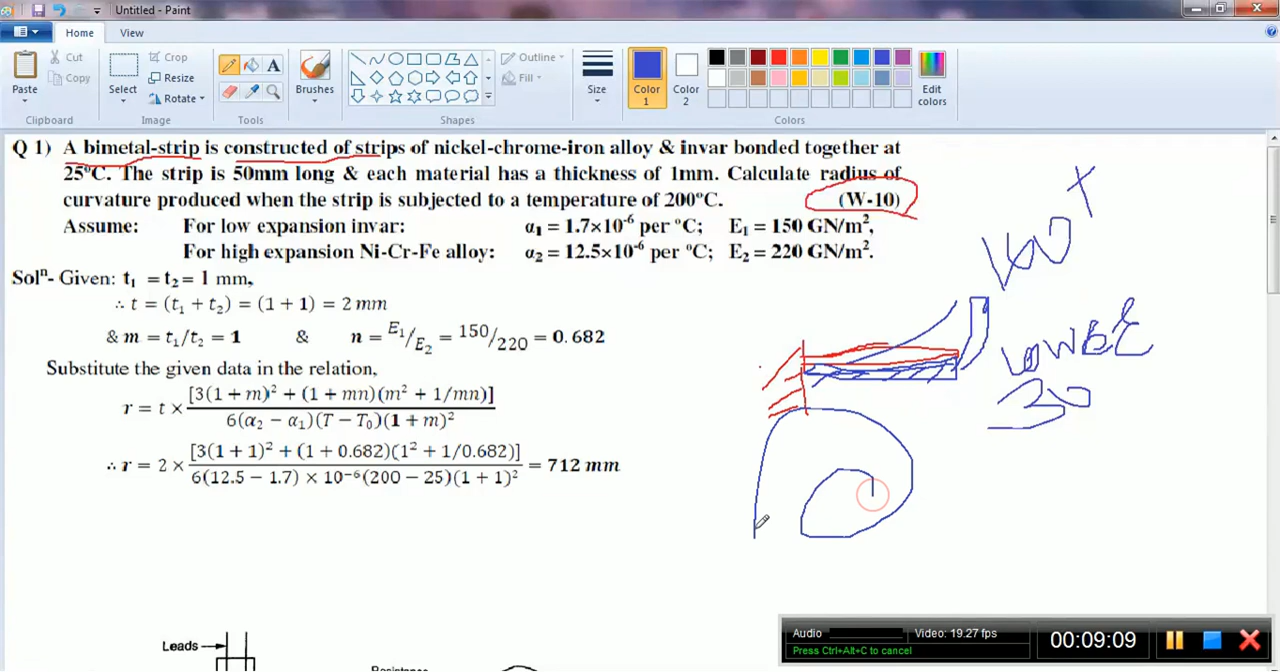 Untitled - Paint
Home View
Paste Cut Copy
Select Crop Resize Rotate
Brushes
Outline Fill
Size
Color 1
Color 2
Edit colors
Clipboard Image Tools Shapes Colors
Q 1) A bimetal-strip is constructed of strips of nickel-chrome-iron alloy & invar bonded together at
25°C. The strip is 50mm long & each material has a thickness of 1mm. Calculate radius of
curvature produced when the strip is subjected to a temperature of 200°C. (W-10)
Assume: For low expansion invar: α₁ = 1.7×10⁻⁶ per °C; E₁ = 150 GN/m²,
For high expansion Ni-Cr-Fe alloy: α₂ = 12.5×10⁻⁶ per °C; E₂ = 220 GN/m².
Solⁿ- Given: t₁ = t₂ = 1 mm,
∴ t = (t₁ + t₂) = (1 + 1) = 2 mm
& m = t₁/t₂ = 1 & n = E₁/E₂ = 150/220 = 0.682
Substitute the given data in the relation,
r = t × [3(1 + m)² + (1 + mn)(m² + 1/mn)] / 6(α₂ − α₁)(T − T₀)(1 + m)²
∴ r = 2 × [3(1 + 1)² + (1 + 0.682)(1² + 1/0.682)] / 6(12.5 − 1.7) × 10⁻⁶(200 − 25)(1 + 1)² = 712 mm
30
Leads
Resistance
Audio Video: 19.27 fps
Press Ctrl+Alt+C to cancel
00:09:09